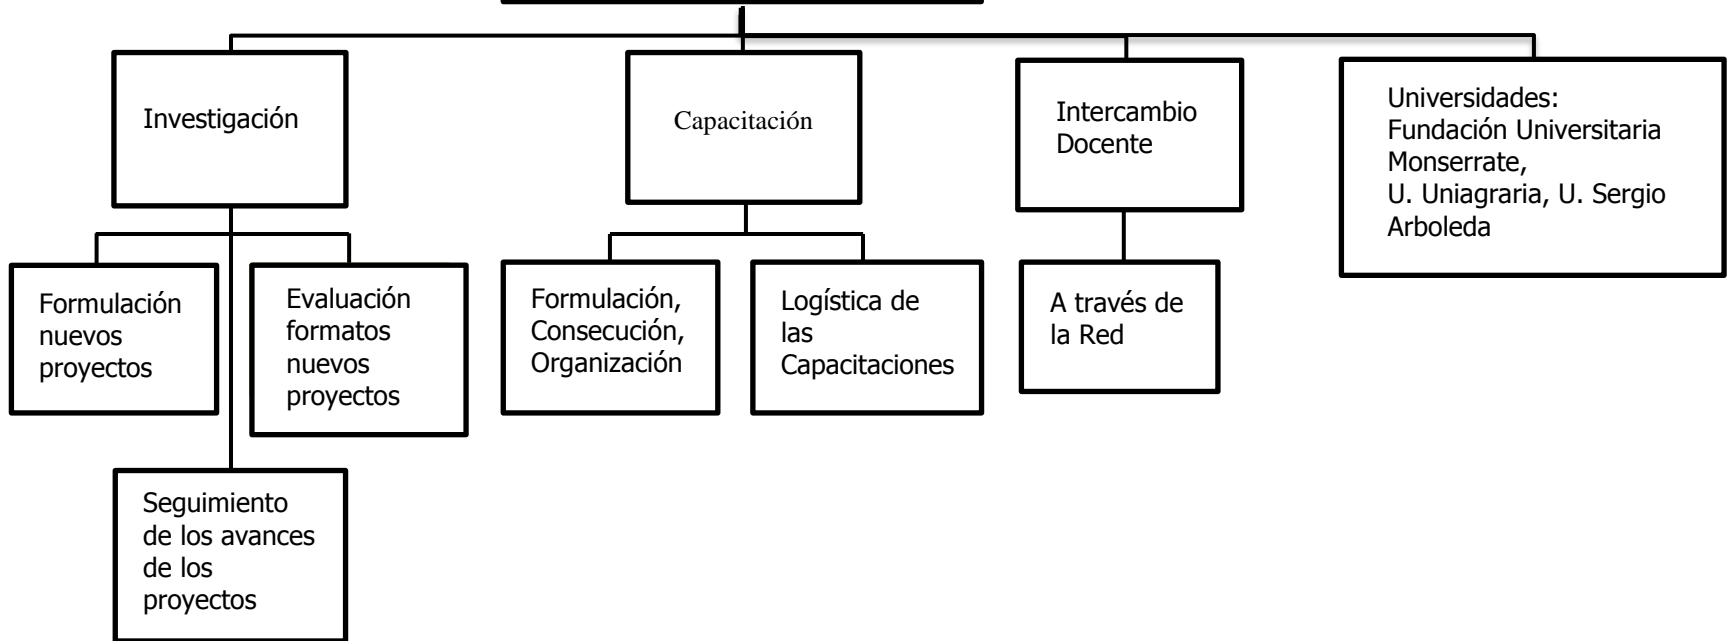 Investigación
Capacitación
Intercambio
Docente
Universidades:
Fundación Universitaria
Monserrate,
U. Uniagraria, U. Sergio
Arboleda
Formulación
nuevos
proyectos
Evaluación
formatos
nuevos
proyectos
Formulación,
Consecución,
Organización
Logística de
las
Capacitaciones
A través de
la Red
Seguimiento
de los avances
de los
proyectos